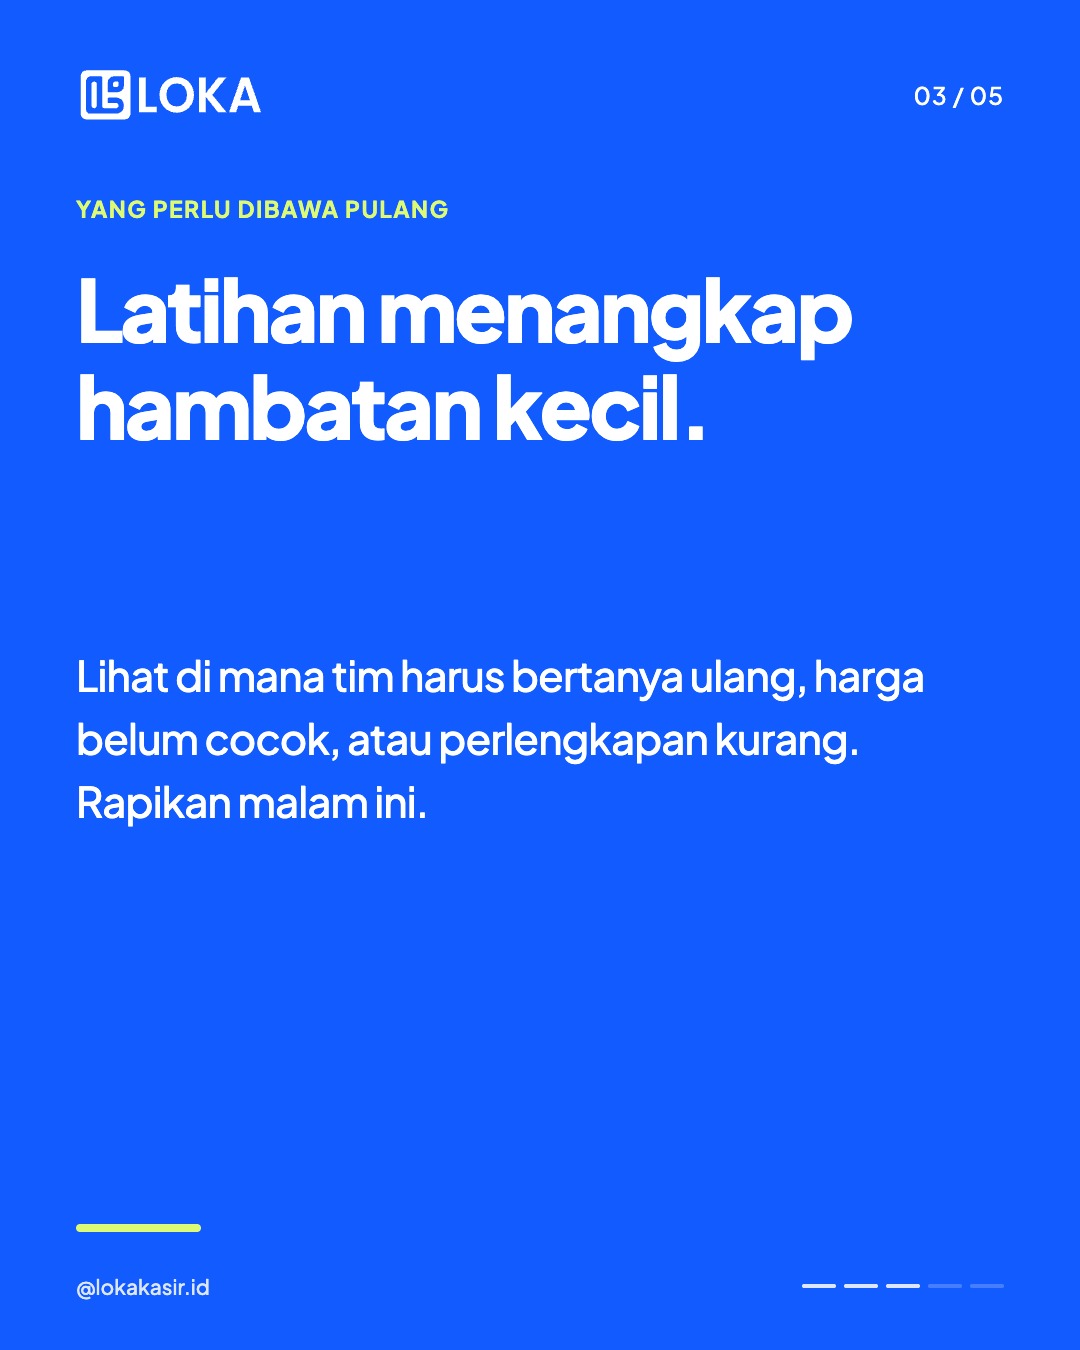 LOKA
03 / 05
YANG PERLU DIBAWA PULANG
Latihan menangkap
hambatan kecil.
Lihat di mana tim harus bertanya ulang, harga
belum cocok, atau perlengkapan kurang.
Rapikan malam ini.
@lokakasir.id